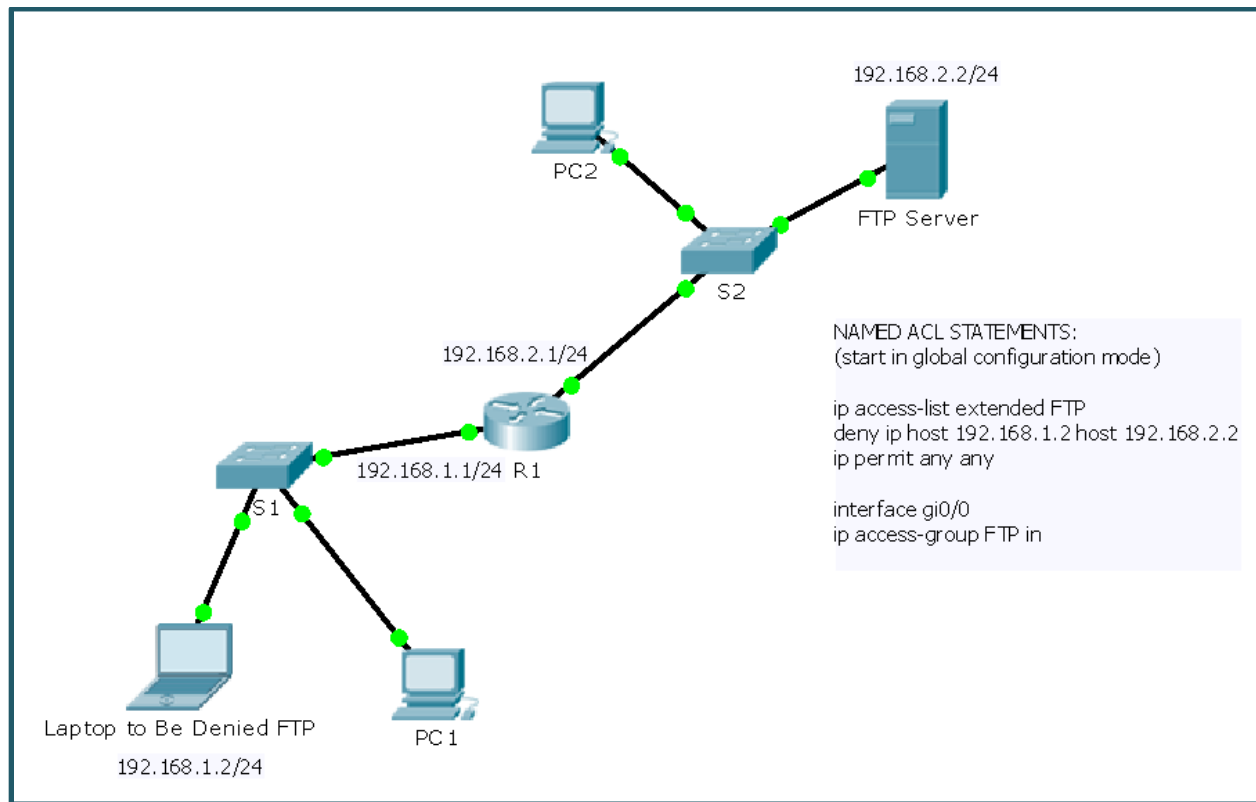 192.168.2.2/24
PC2
FTP Server
S2
192.168.2.1/24
192.168.1.1/24
R1
S1
Laptop to Be Denied FTP
192.168.1.2/24
PC1
NAMED ACL STATEMENTS:
(start in global configuration mode)
ip access-list extended FTP
deny ip host 192.168.1.2 host 192.168.2.2
ip permit any any
interface gi0/0
ip access-group FTP in